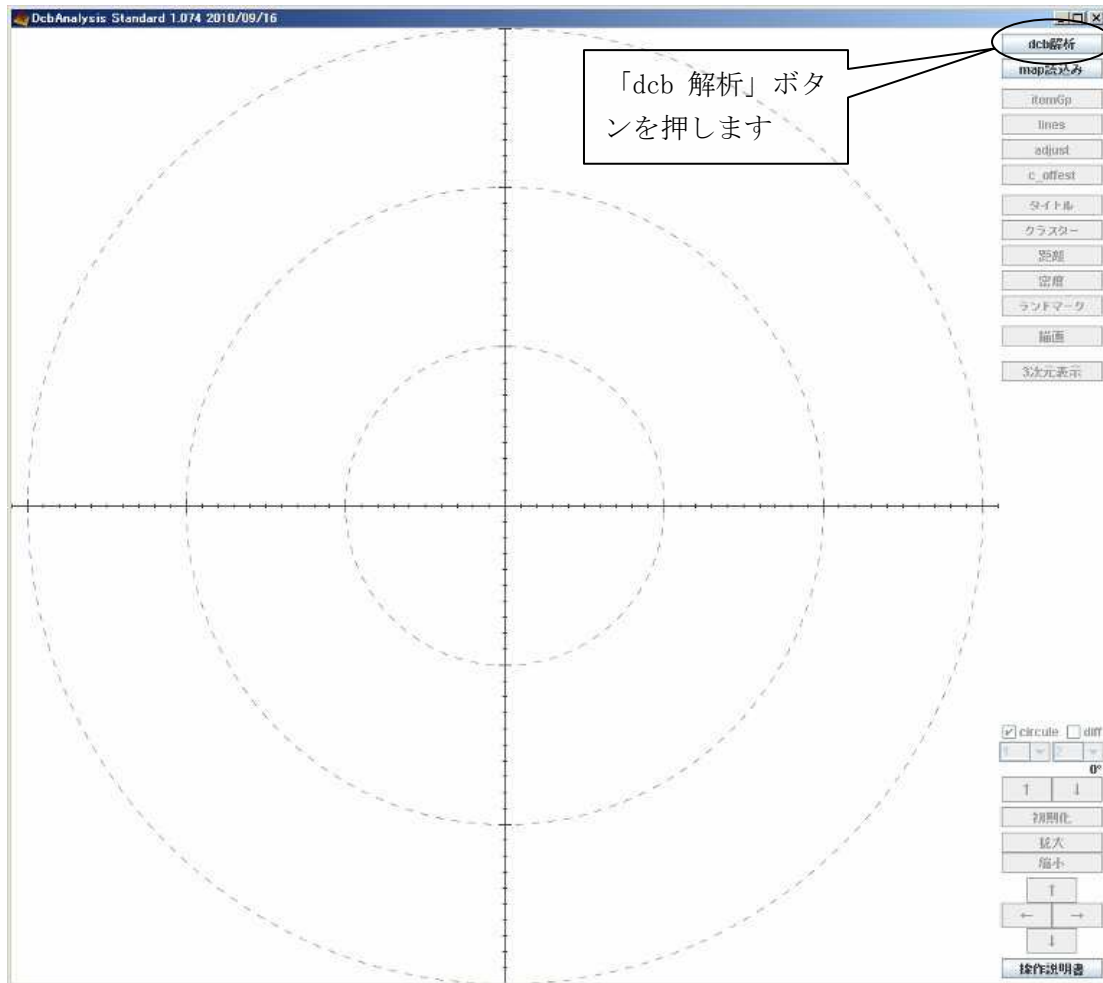 DcbAnalysis Standard 1.074 2010/09/16
「dcb 解析」ボタ
ンを押します
dcb解析
map読込み
itemGp
lines
adjust
c_offest
タイトル
クラスター
距離
密度
ランドマーク
描画
3次元表示
circule diff
1 2
0°
↑ ↓
初期化
拡大
縮小
↑
← →
↓
操作説明書